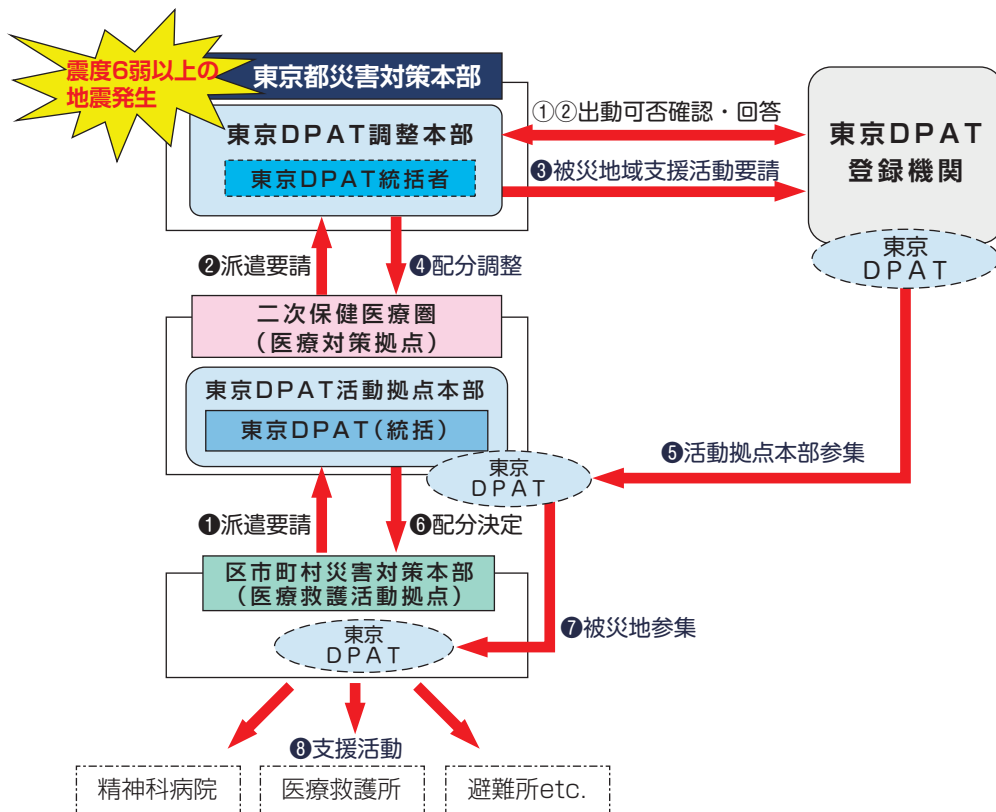 震度6弱以上の
地震発生
東京都災害対策本部
東京DPAT調整本部
東京DPAT統括者
①②出動可否確認・回答
❸被災地域支援活動要請
東京DPAT
登録機関
東京
DPAT
❷派遣要請
❹配分調整
二次保健医療圏
(医療対策拠点)
東京DPAT活動拠点本部
東京DPAT(統括)
東京
DPAT
❺活動拠点本部参集
❶派遣要請
❻配分決定
区市町村災害対策本部
(医療救護活動拠点)
東京
DPAT
❼被災地参集
❽支援活動
精神科病院
医療救護所
避難所etc.